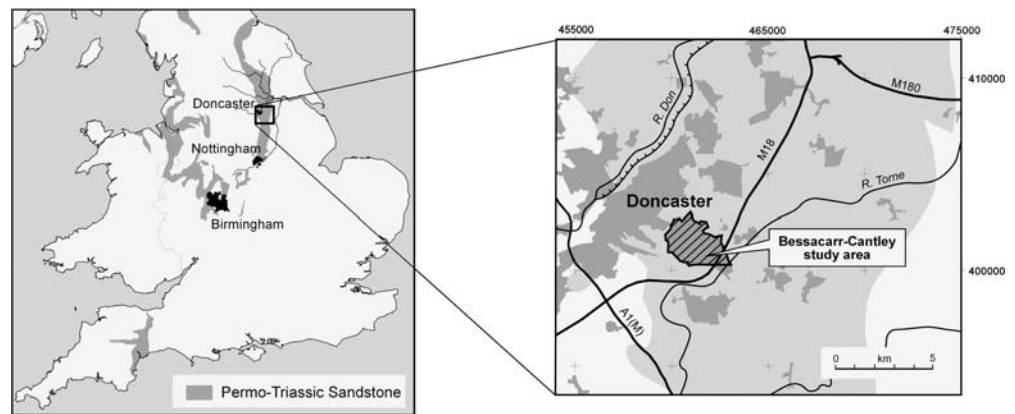 Doncaster
Nottingham
Birmingham
Permo-Triassic Sandstone
455000
465000
475000
410000
400000
R. Don
M180
M18
R. Torne
Doncaster
Bessacarr-Cantley
study area
A1(M)
0 5
km